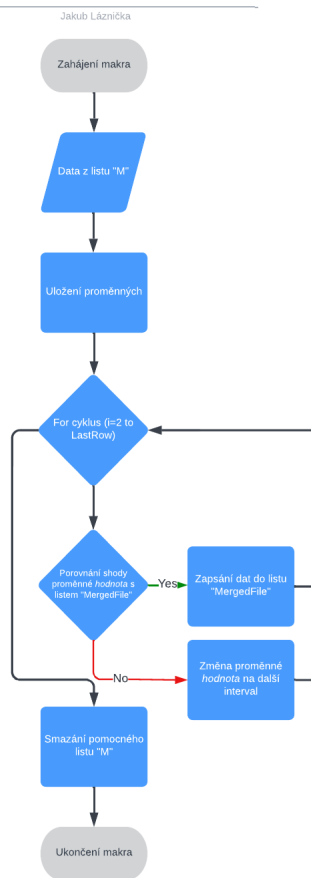 Jakub Láznička
Zahájení makra
Data z listu "M"
Uložení proměnných
For cyklus (i=2 to
LastRow)
Porovnání shody
proměnné hodnota s
listem "MergedFile"
Yes
Zapsání dat do listu
"MergedFile"
No
Změna proměnné
hodnota na další
interval
Smazání pomocného
listu "M"
Ukončení makra